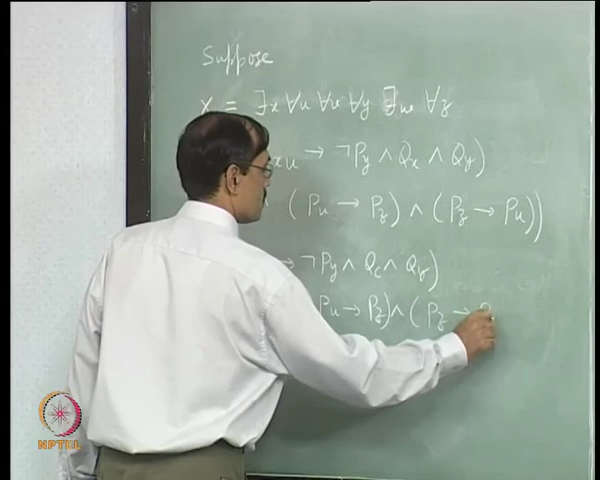 Suppose
X = ∃x ∀u ∀v ∀y ∃w ∀z
xu → ¬Py ∧ Qx ∧ Qy)
∧ (Pu → Pz) ∧ (Pz → Pu))
→ ¬Py ∧ Qc ∧ Qy)
Pu → Pz) ∧ (Pz →
NPTEL